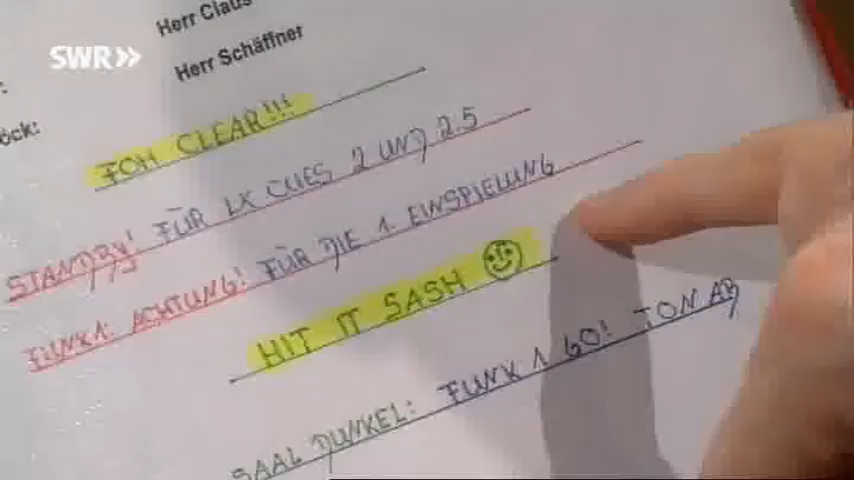 SWR»
Herr Claus
Herr Schäffner
öck:
FOH CLEAR!!!
STANDBY! FÜR LX CUES 2 UND 2.5
FUNK 1: ACHTUNG! FÜR DIE 1. EINSPIELUNG
HIT IT SASH ☺
SAAL DUNKEL: FUNK 1 GO! TON AB